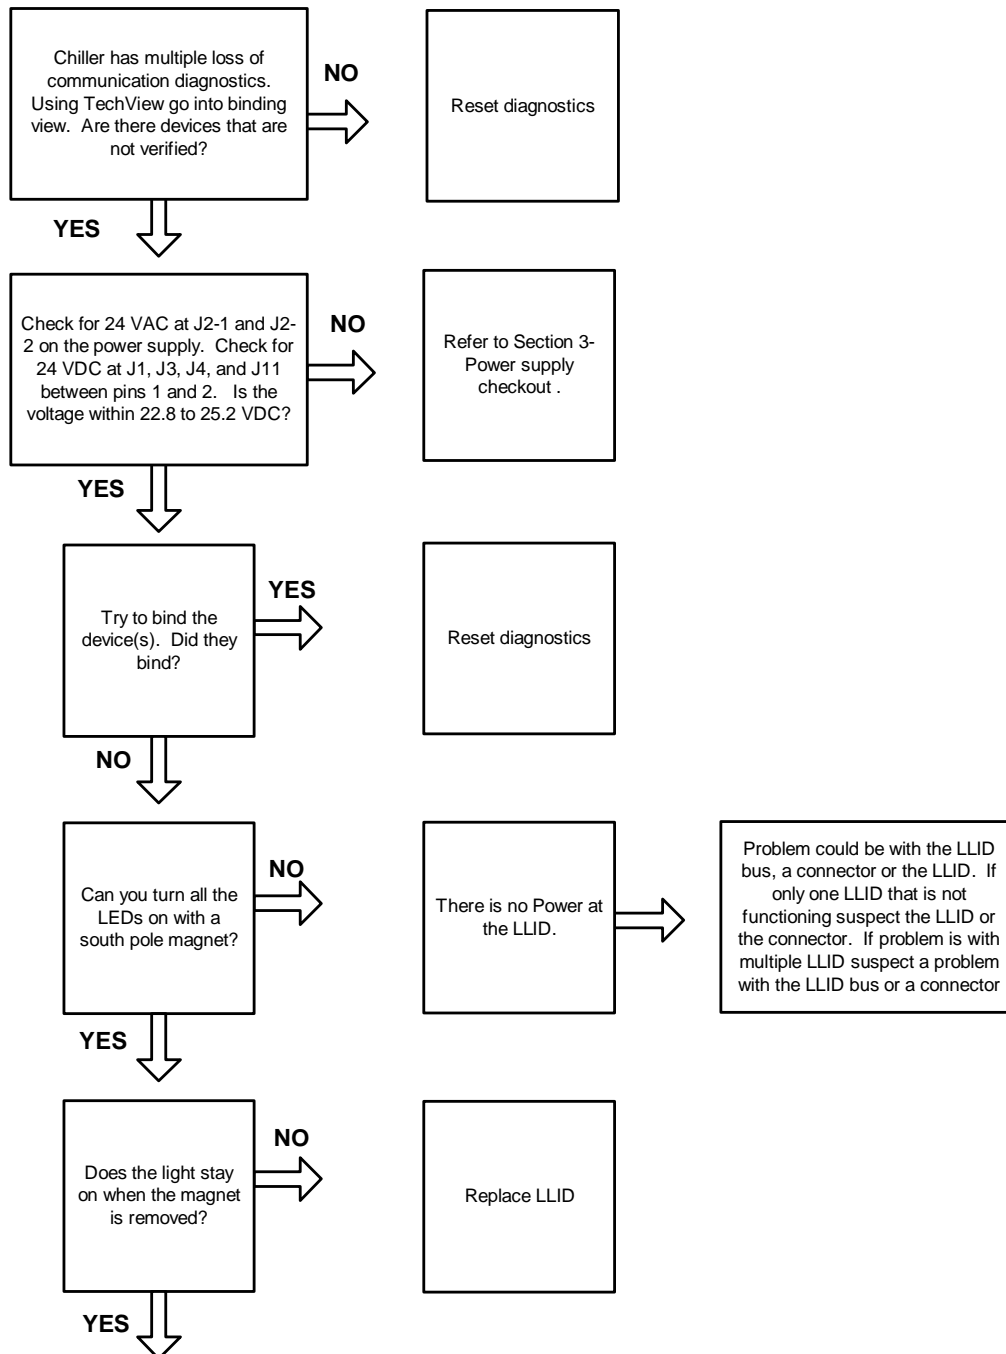 Chiller has multiple loss of
communication diagnostics.
Using TechView go into binding
view. Are there devices that are
not verified?
NO
Reset diagnostics
YES
Check for 24 VAC at J2-1 and J2-
2 on the power supply. Check for
24 VDC at J1, J3, J4, and J11
between pins 1 and 2. Is the
voltage within 22.8 to 25.2 VDC?
NO
Refer to Section 3-
Power supply
checkout .
YES
Try to bind the
device(s). Did they
bind?
YES
Reset diagnostics
NO
Can you turn all the
LEDs on with a
south pole magnet?
NO
There is no Power at
the LLID.
Problem could be with the LLID
bus, a connector or the LLID. If
only one LLID that is not
functioning suspect the LLID or
the connector. If problem is with
multiple LLID suspect a problem
with the LLID bus or a connector
YES
Does the light stay
on when the magnet
is removed?
NO
Replace LLID
YES